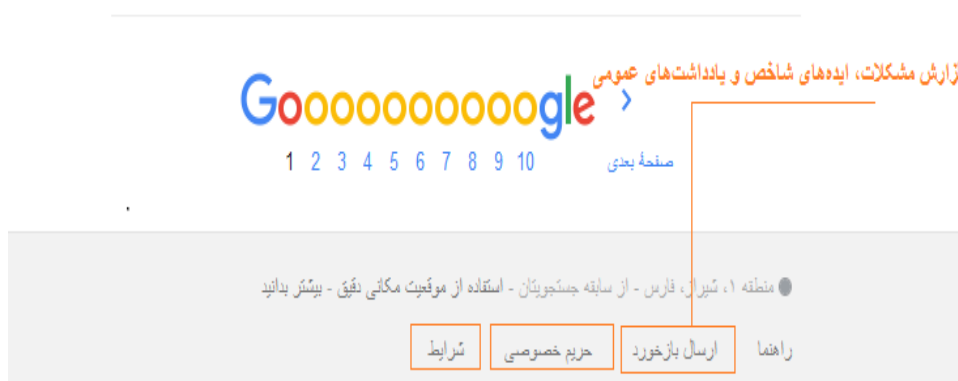 زارش مشکلات، ایده‌های شاخص و یادداشت‌های عمومی
Goooooooooogle ›
1 2 3 4 5 6 7 8 9 10 صفحهٔ بعدی
منطقه ۱، شیراز، فارس - از سابقه جستجویتان - استفاده از موقعیت مکانی دقیق - بیشتر بدانید
راهنما ارسال بازخورد حریم خصوصی شرایط